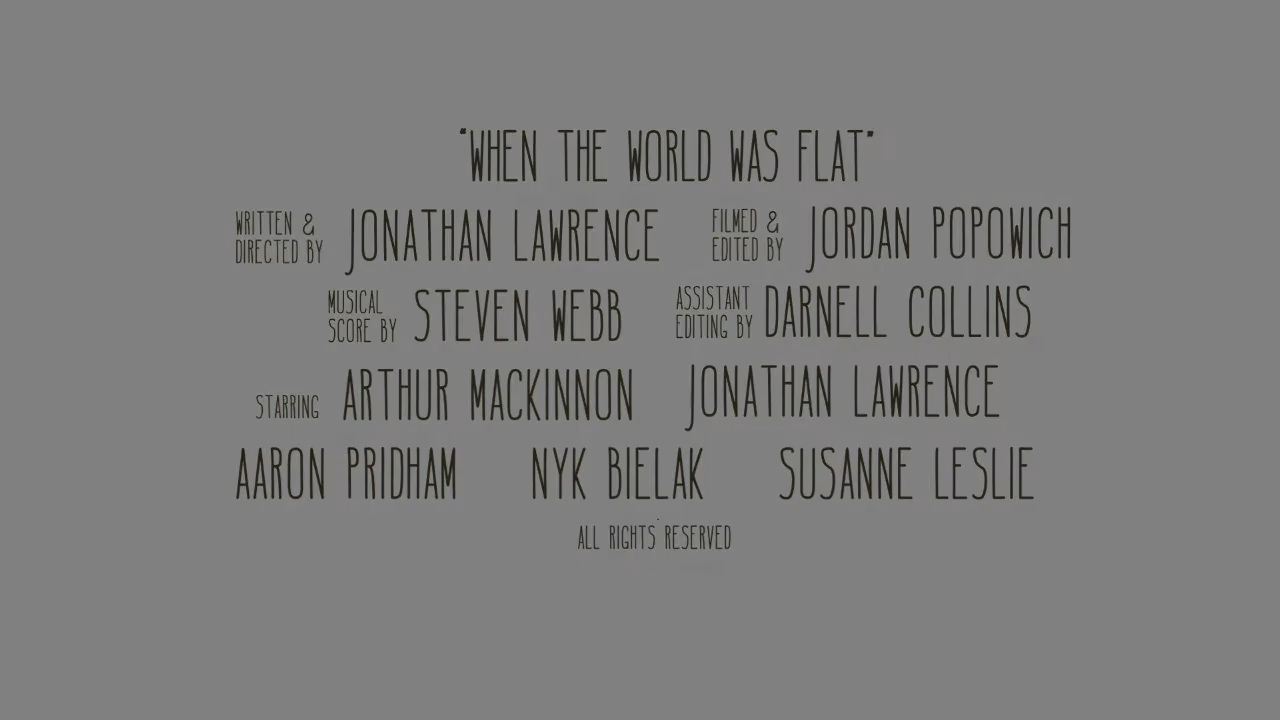 "WHEN THE WORLD WAS FLAT"
WRITTEN & DIRECTED BY JONATHAN LAWRENCE FILMED & EDITED BY JORDAN POPOWICH
MUSICAL SCORE BY STEVEN WEBB ASSISTANT EDITING BY DARNELL COLLINS
STARRING ARTHUR MACKINNON JONATHAN LAWRENCE
AARON PRIDHAM NYK BIELAK SUSANNE LESLIE
ALL RIGHTS RESERVED